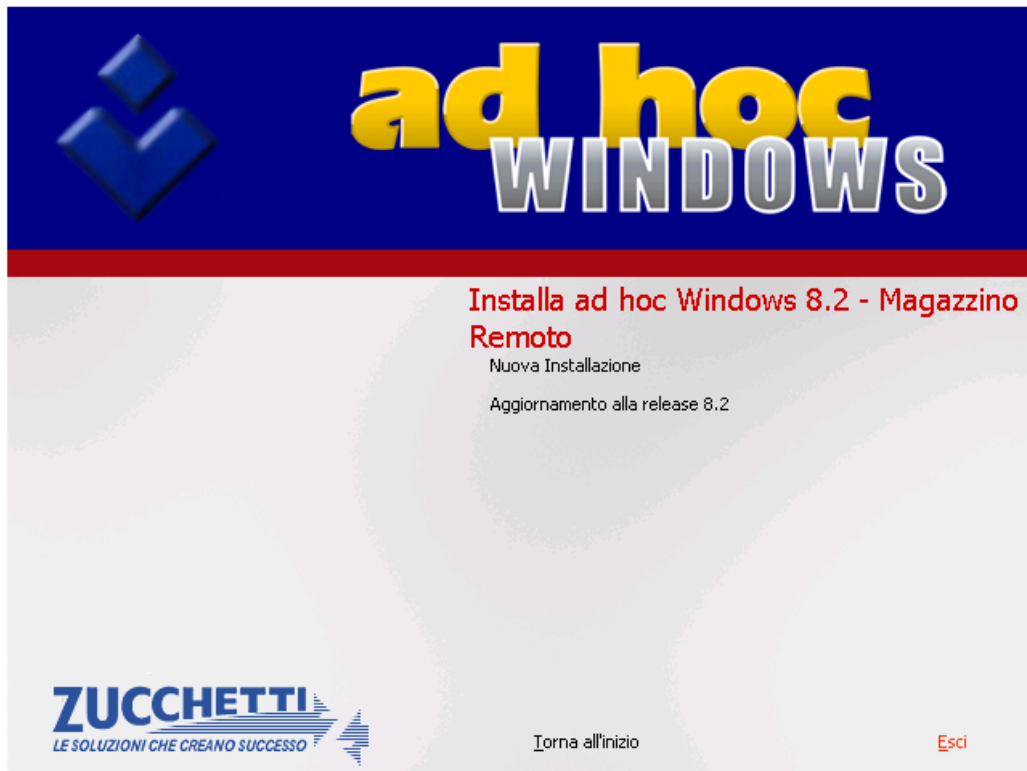 ad hoc
WINDOWS
Installa ad hoc Windows 8.2 - Magazzino
Remoto
Nuova Installazione
Aggiornamento alla release 8.2
ZUCCHETTI
LE SOLUZIONI CHE CREANO SUCCESSO
Torna all'inizio
Esci